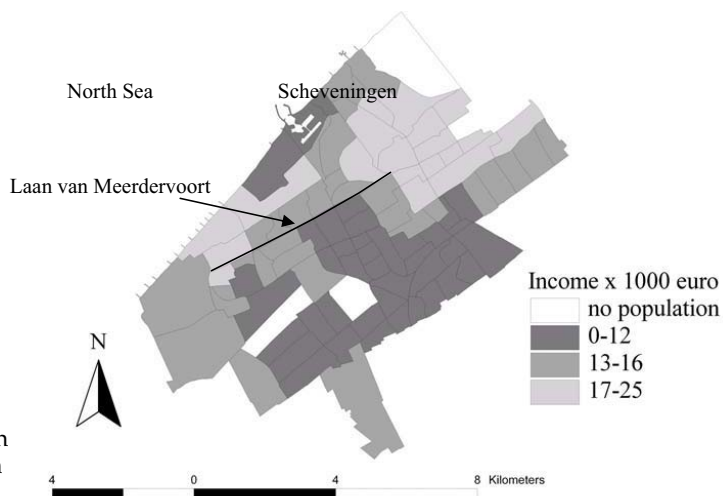 North Sea
Scheveningen
Laan van Meerdervoort
Income x 1000 euro
no population
0-12
13-16
17-25
N
4 0 4 8 Kilometers